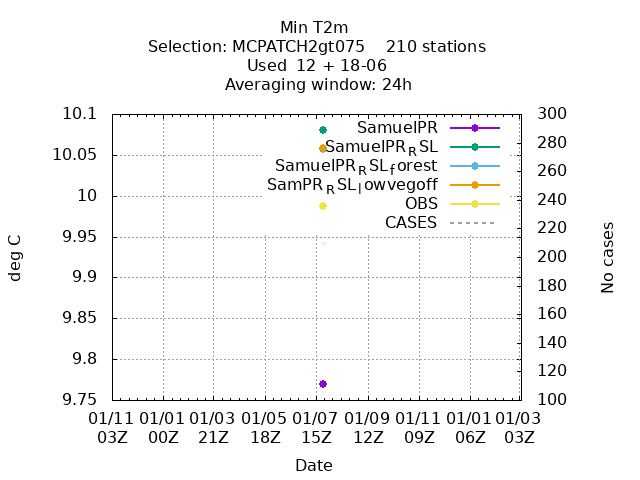 Min T2m
Selection: MCPATCH2gt075    210 stations
Used  12 + 18-06
Averaging window: 24h
10.1
10.05
10
9.95
9.9
9.85
9.8
9.75
deg C
300
280
260
240
220
200
180
160
140
120
100
No cases
SamuelPR
SamuelPR_RSL
SamuelPR_RSL_forest
SamPR_RSL_lowvegoff
OBS
CASES
01/11 01/01 01/03 01/05 01/07 01/09 01/11 01/01 01/03
03Z 00Z 21Z 18Z 15Z 12Z 09Z 06Z 03Z
Date